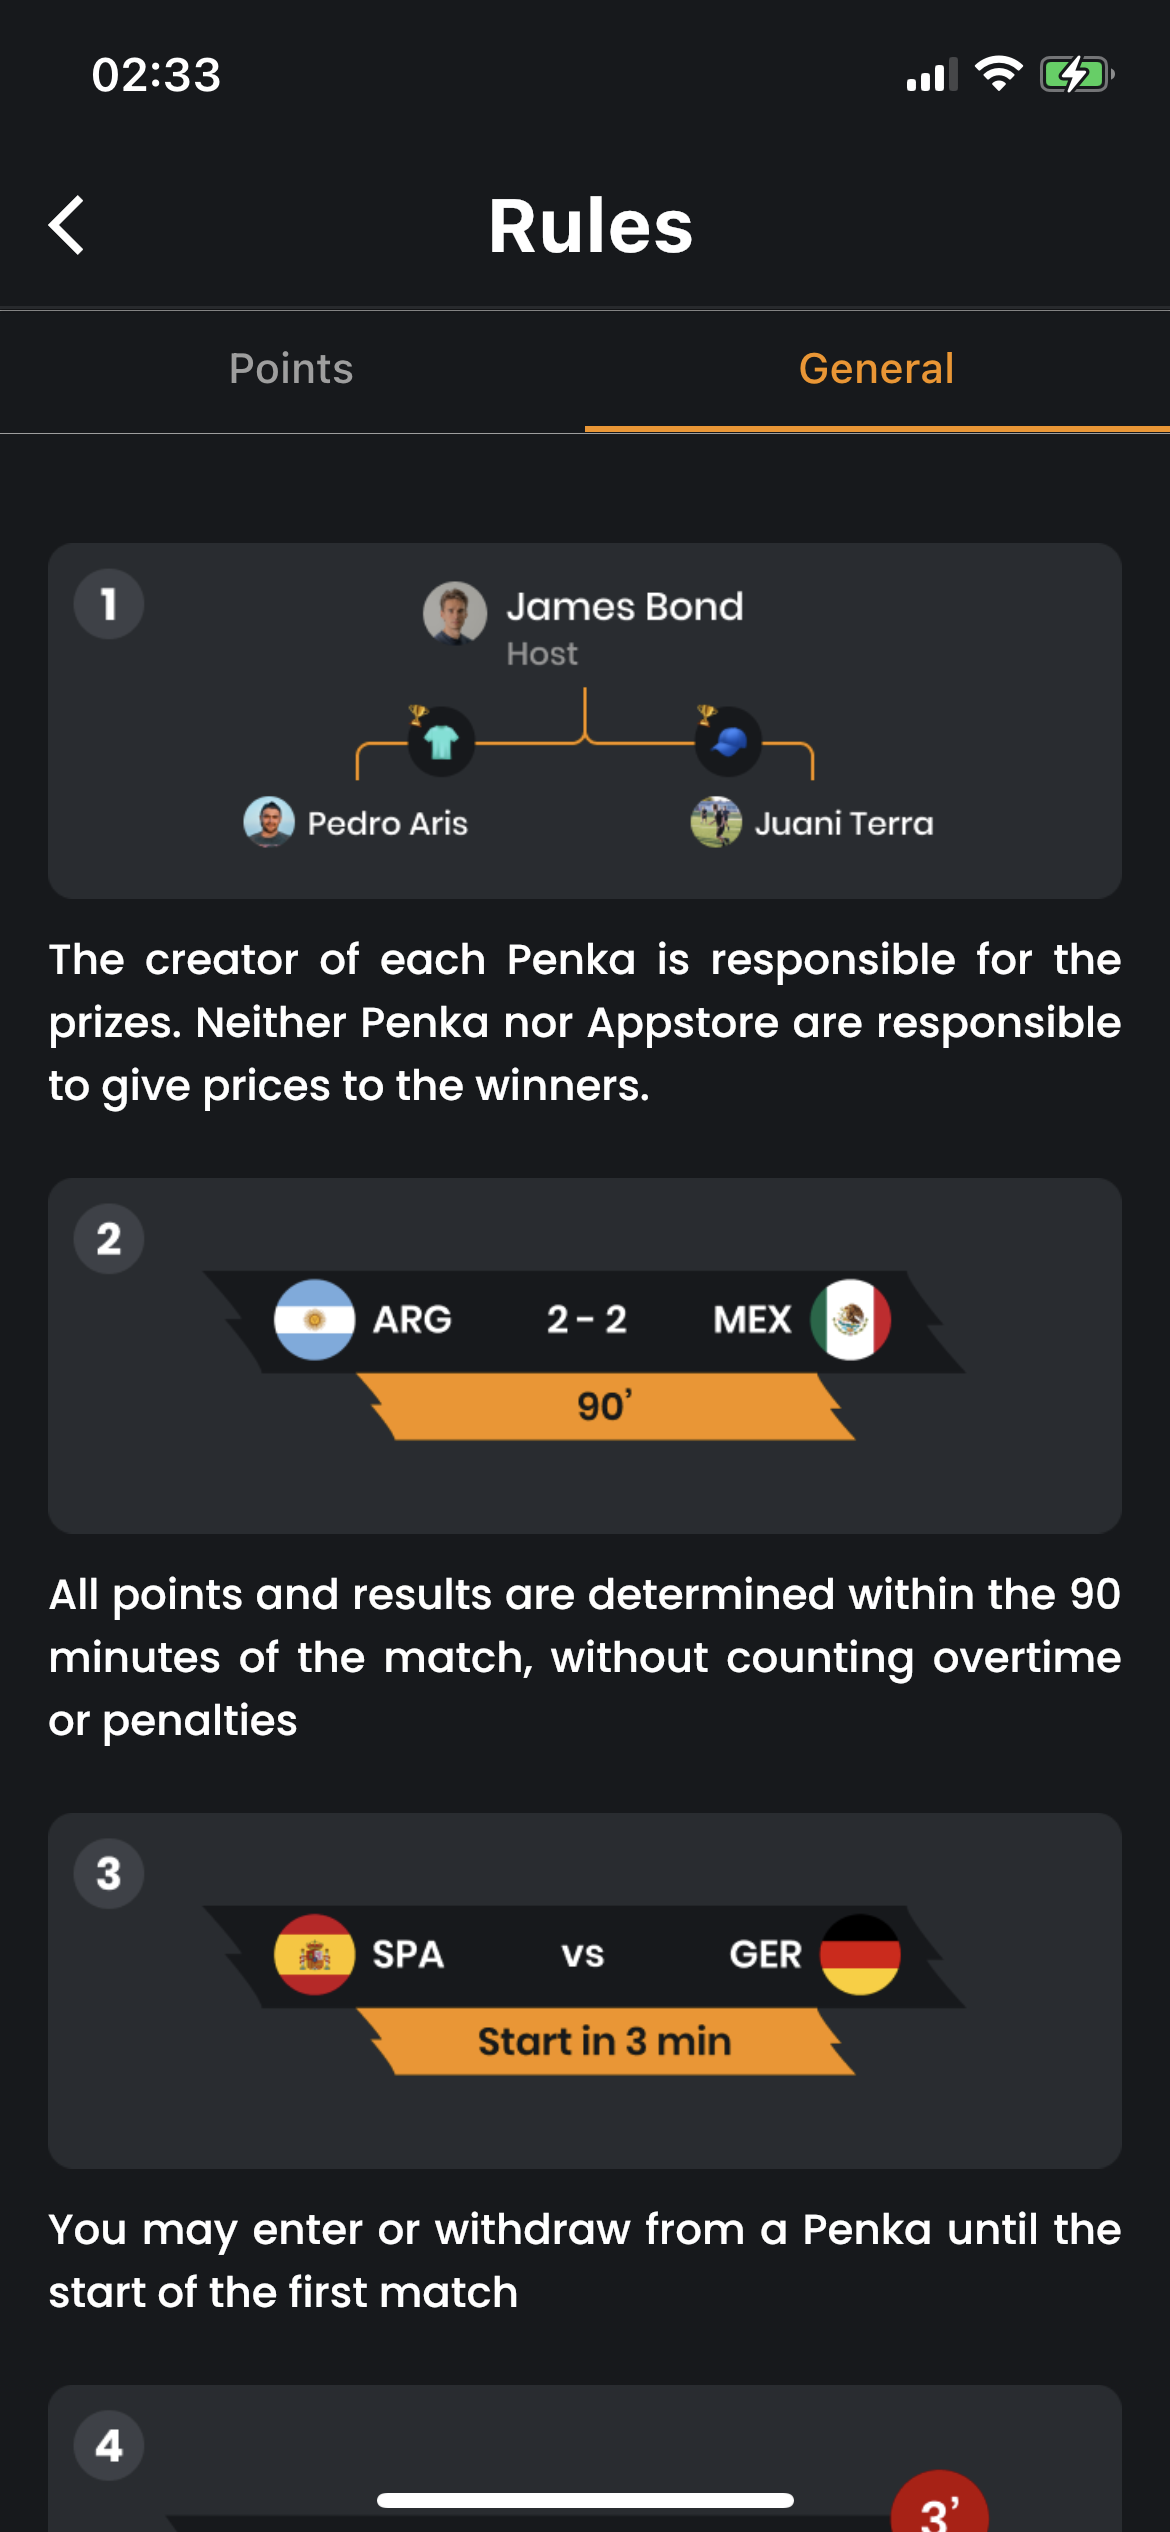 02:33
Rules
Points
General
1
James Bond
Host
Pedro Aris
Juani Terra
The creator of each Penka is responsible for the
prizes. Neither Penka nor Appstore are responsible
to give prices to the winners.
2
ARG 2 - 2 MEX
90’
All points and results are determined within the 90
minutes of the match, without counting overtime
or penalties
3
SPA vs GER
Start in 3 min
You may enter or withdraw from a Penka until the
start of the first match
4
3’